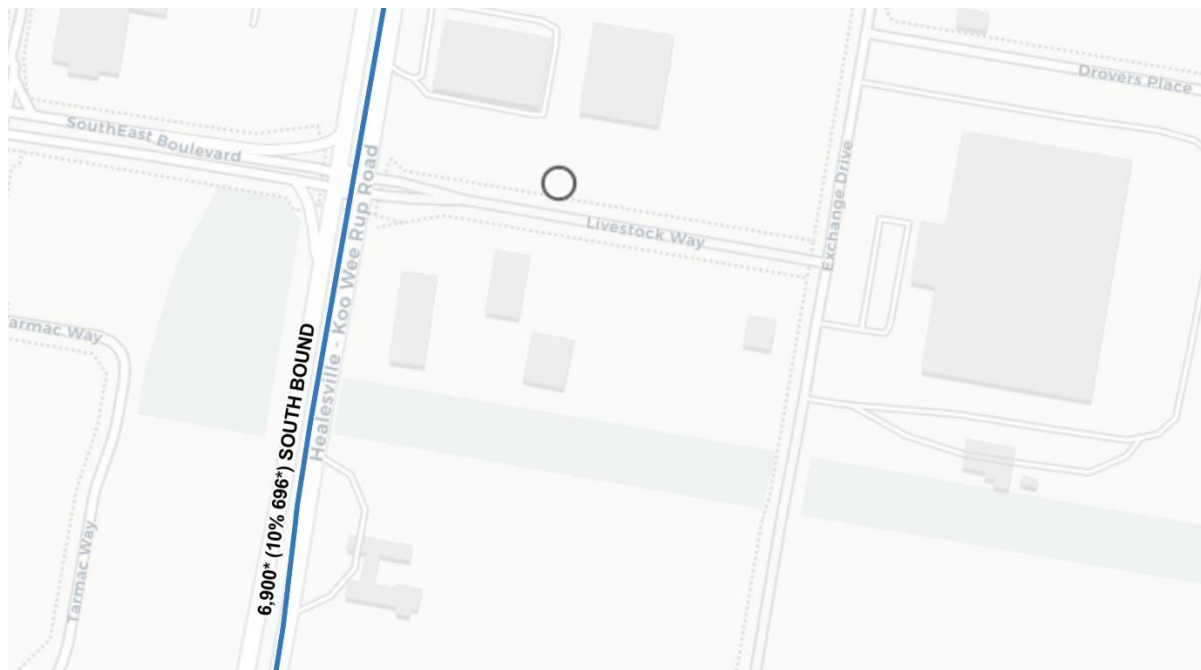 Drovers Place
SouthEast Boulevard
Healesville - Koo Wee Rup Road
Exchange Drive
Livestock Way
armac Way
6,900* (10% 696*) SOUTH BOUND
Tarmac Way